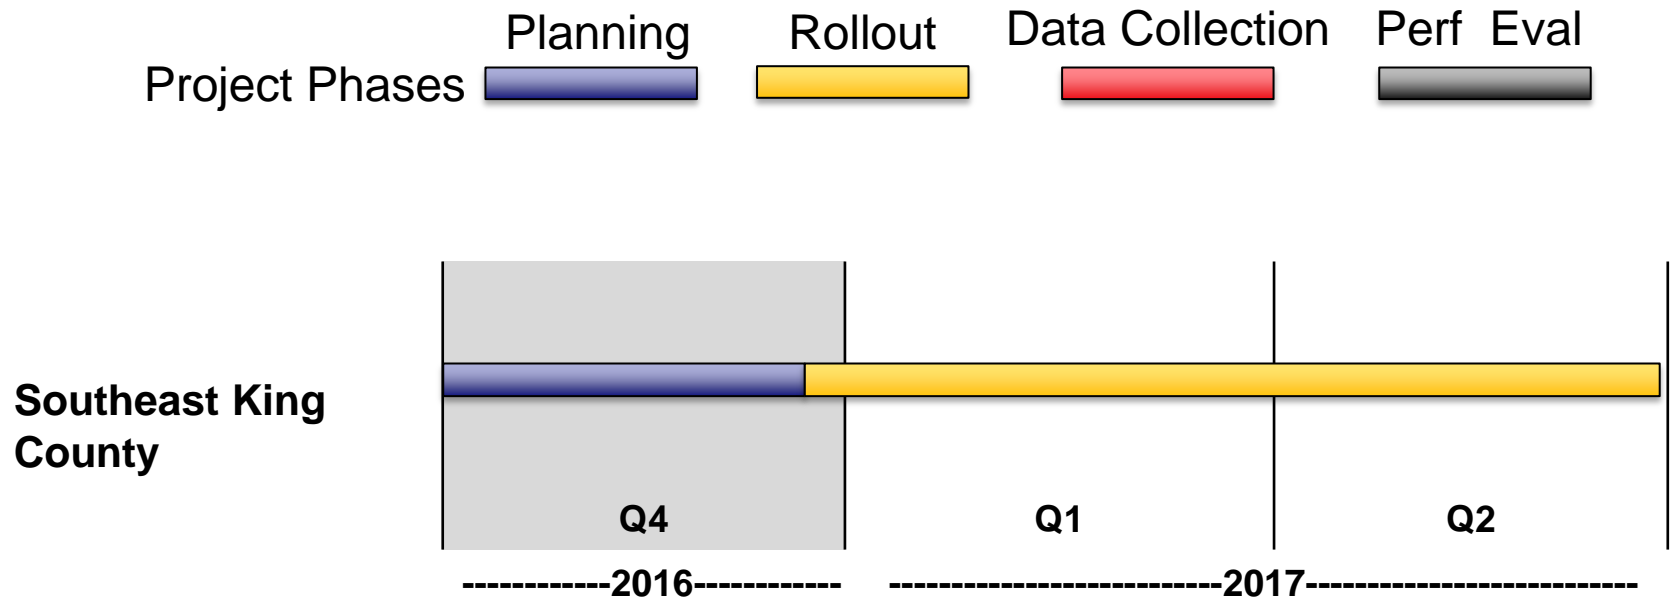 Planning Rollout Data Collection Perf Eval
Project Phases
Southeast King
County
Q4 Q1 Q2
------------2016------------ ---------------------------2017---------------------------